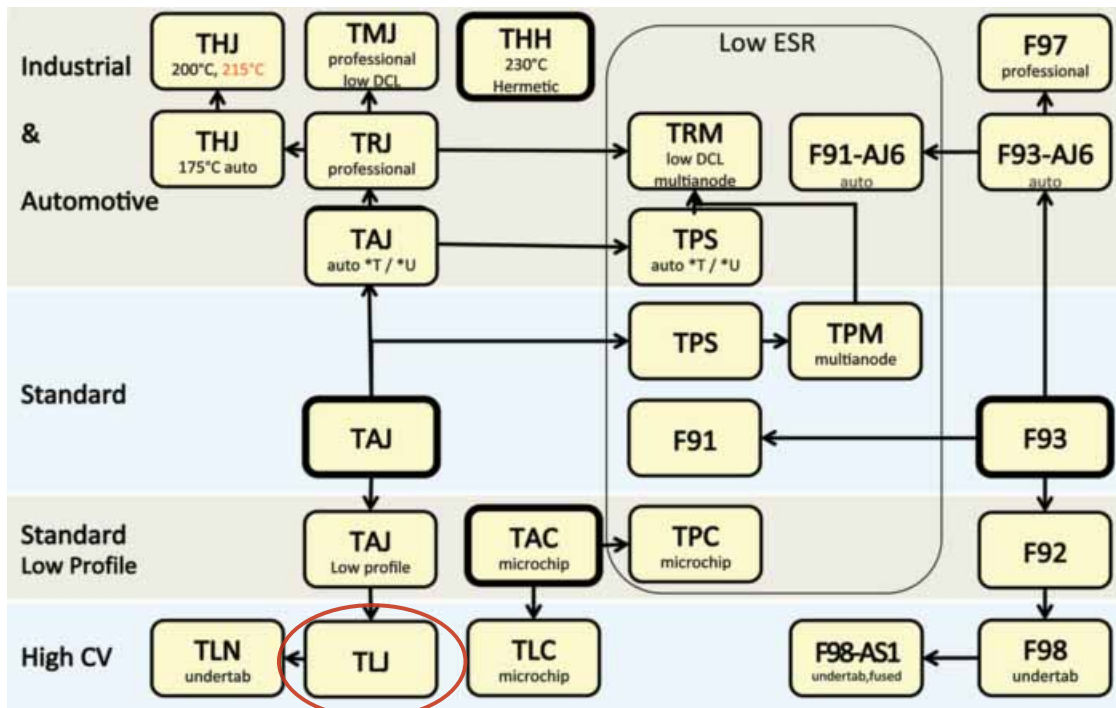 Industrial
&
Automotive
THJ
200°C, 215°C
TMJ
professional
low DCL
THH
230°C
Hermetic
Low ESR
F97
professional
THJ
175°C auto
TRJ
professional
TRM
low DCL
multianode
F91-AJ6
auto
F93-AJ6
auto
TAJ
auto *T / *U
TPS
auto *T / *U
Standard
TPS
TPM
multianode
TAJ
F91
F93
Standard
Low Profile
TAJ
Low profile
TAC
microchip
TPC
microchip
F92
High CV
TLN
undertab
TLJ
TLC
microchip
F98-AS1
undertab,fused
F98
undertab